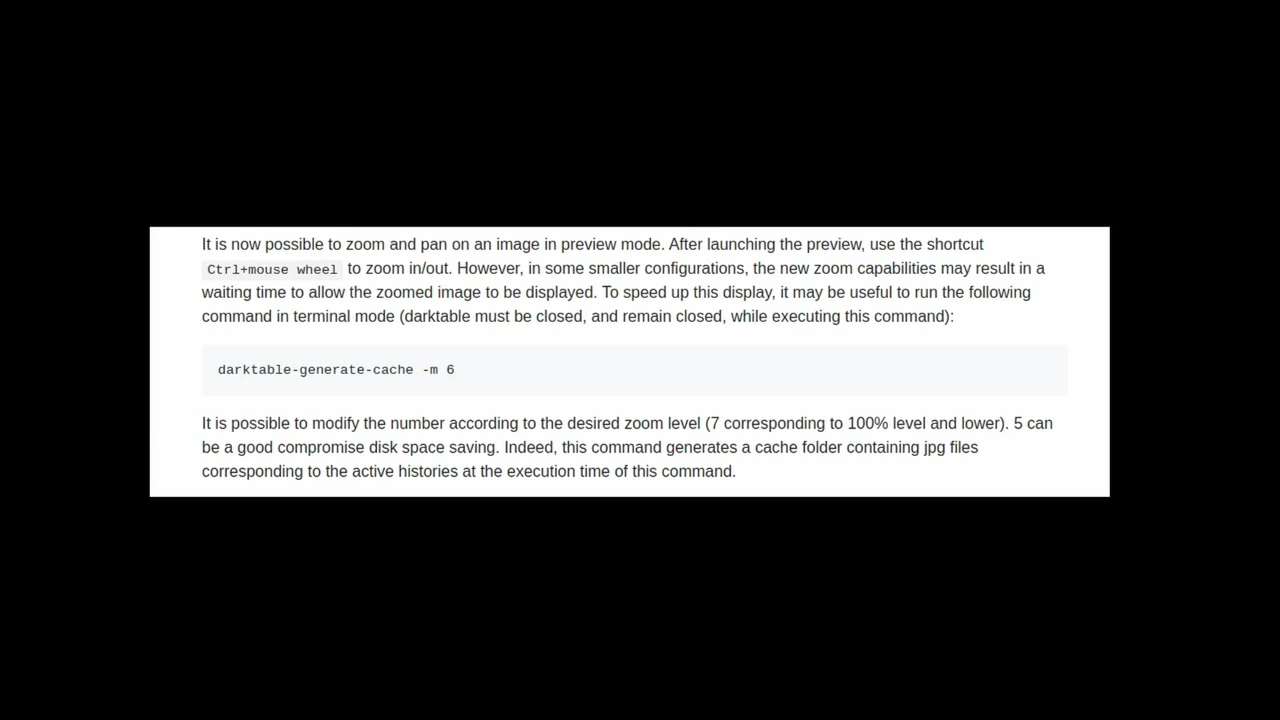 It is now possible to zoom and pan on an image in preview mode. After launching the preview, use the shortcut
Ctrl+mouse wheel to zoom in/out. However, in some smaller configurations, the new zoom capabilities may result in a
waiting time to allow the zoomed image to be displayed. To speed up this display, it may be useful to run the following
command in terminal mode (darktable must be closed, and remain closed, while executing this command):
darktable-generate-cache -m 6
It is possible to modify the number according to the desired zoom level (7 corresponding to 100% level and lower). 5 can
be a good compromise disk space saving. Indeed, this command generates a cache folder containing jpg files
corresponding to the active histories at the execution time of this command.